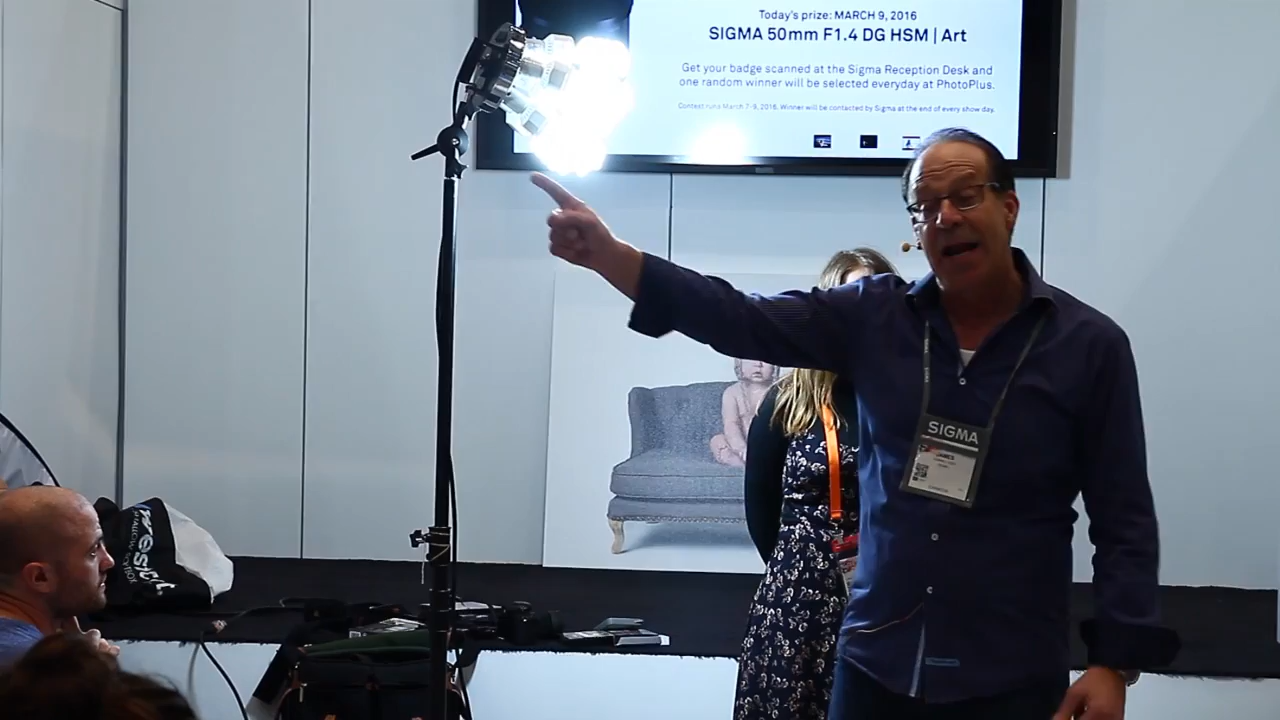 Today's prize: MARCH 9, 2016
SIGMA 50mm F1.4 DG HSM | Art
Get your badge scanned at the Sigma Reception Desk and
one random winner will be selected everyday at PhotoPlus.
Contest runs March 7-9, 2016. Winner will be contacted by Sigma at the end of every show day.
SIGMA
JAMES